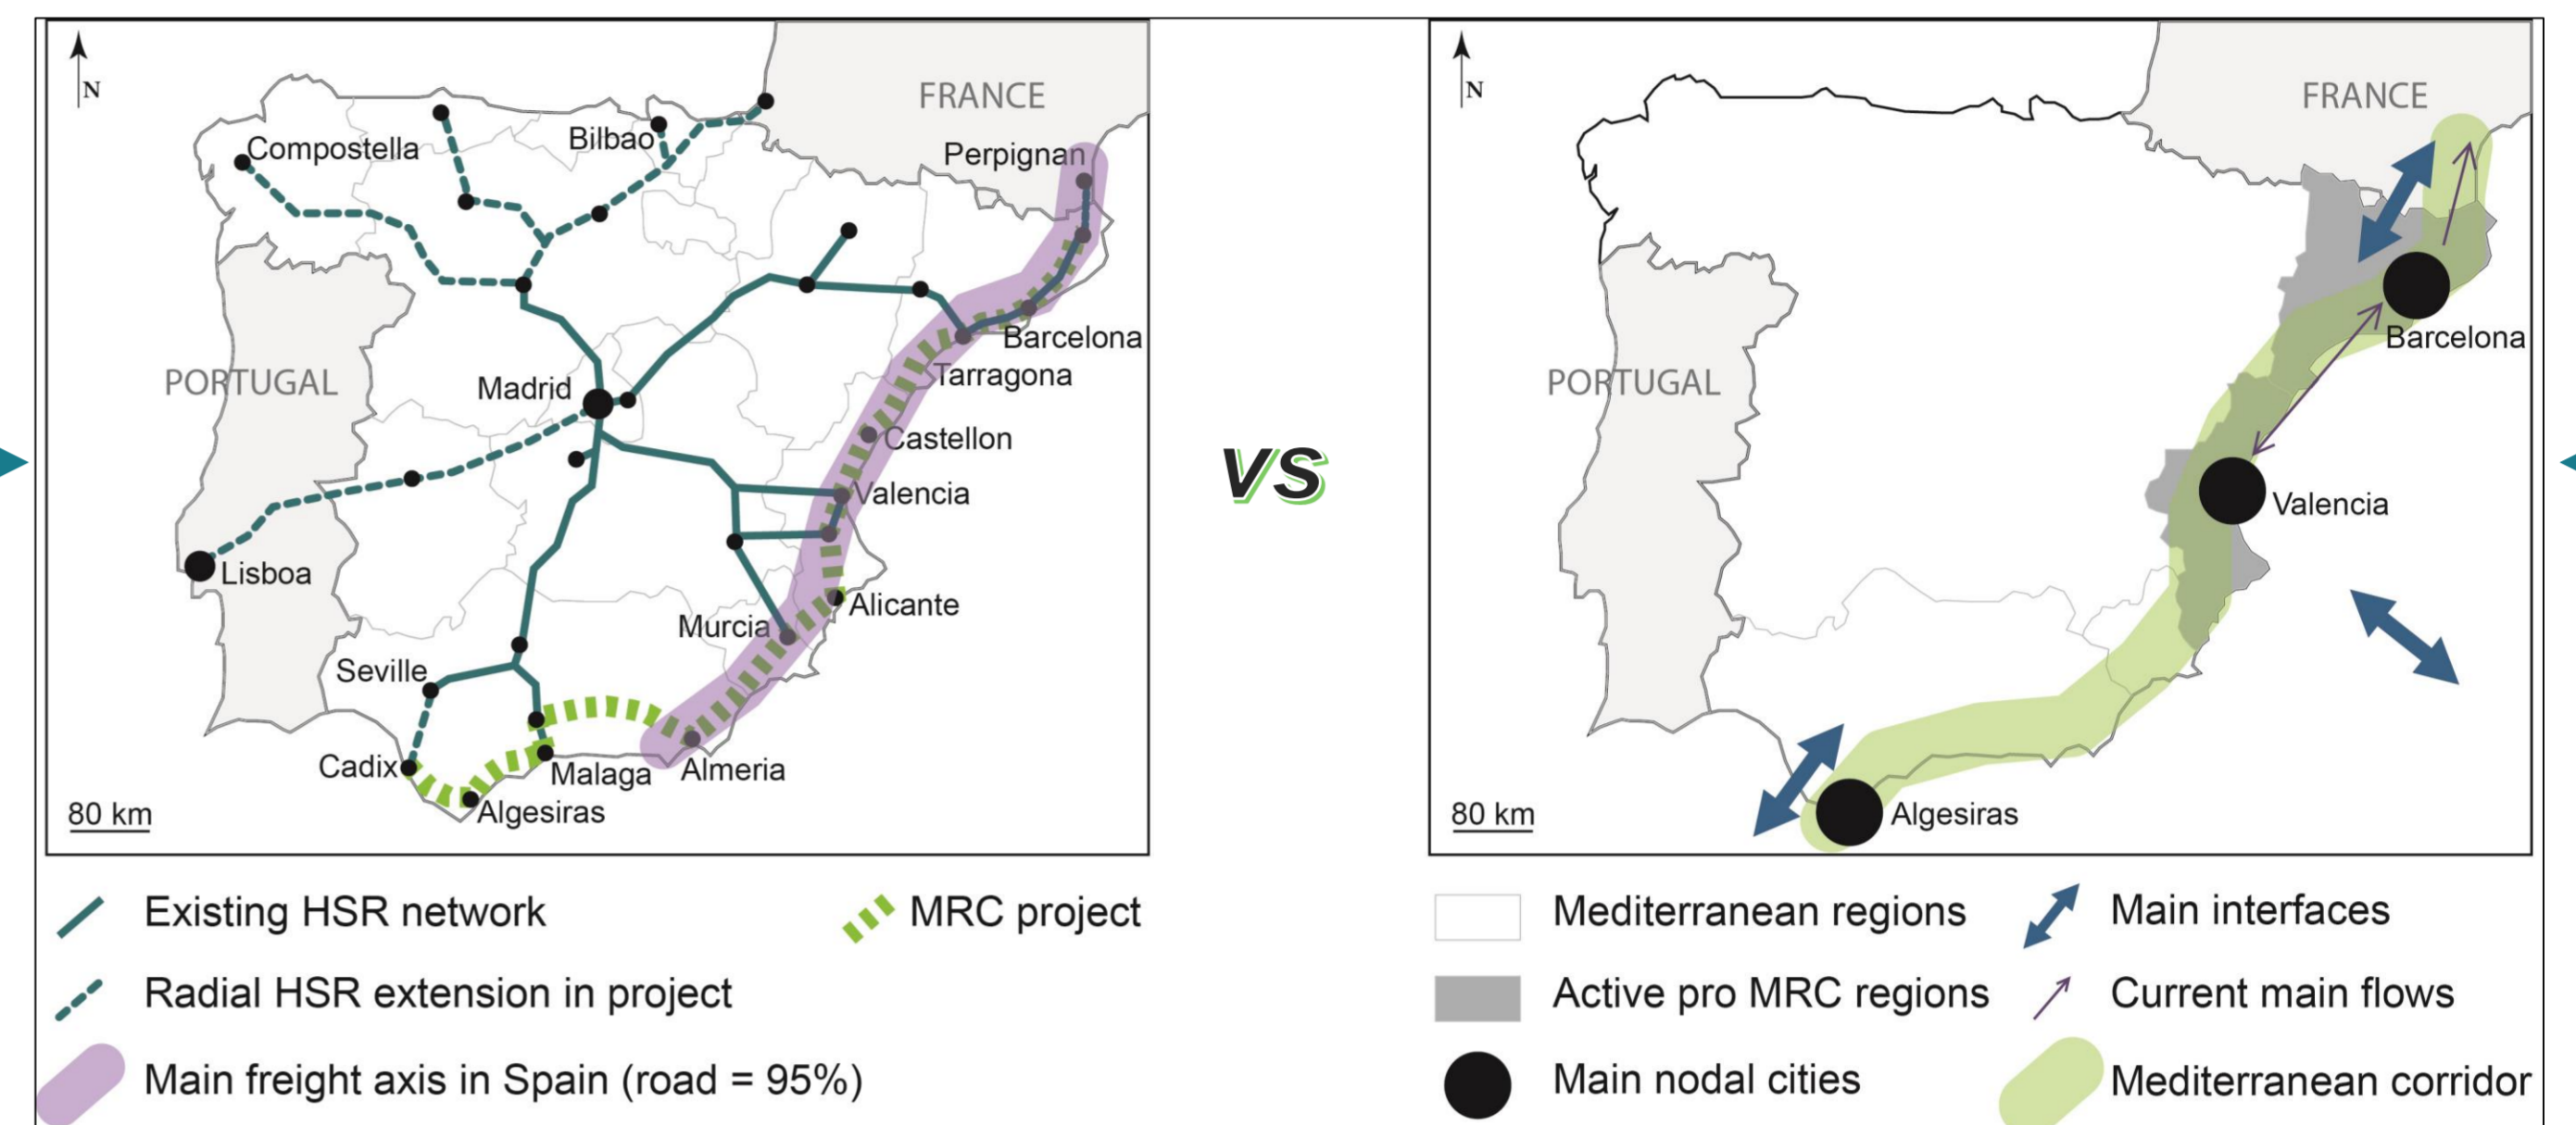 N
FRANCE
Perpignan
Bilbao
Compostella
Barcelona
Tarragona
PORTUGAL
Madrid
Castellon
Valencia
Lisboa
Alicante
Murcia
Seville
Cadix
Malaga
Almeria
Algesiras
80 km
Existing HSR network
MRC project
Radial HSR extension in project
Main freight axis in Spain (road = 95%)
VS
N
FRANCE
Barcelona
PORTUGAL
Valencia
Algesiras
80 km
Mediterranean regions
Main interfaces
Active pro MRC regions
Current main flows
Main nodal cities
Mediterranean corridor